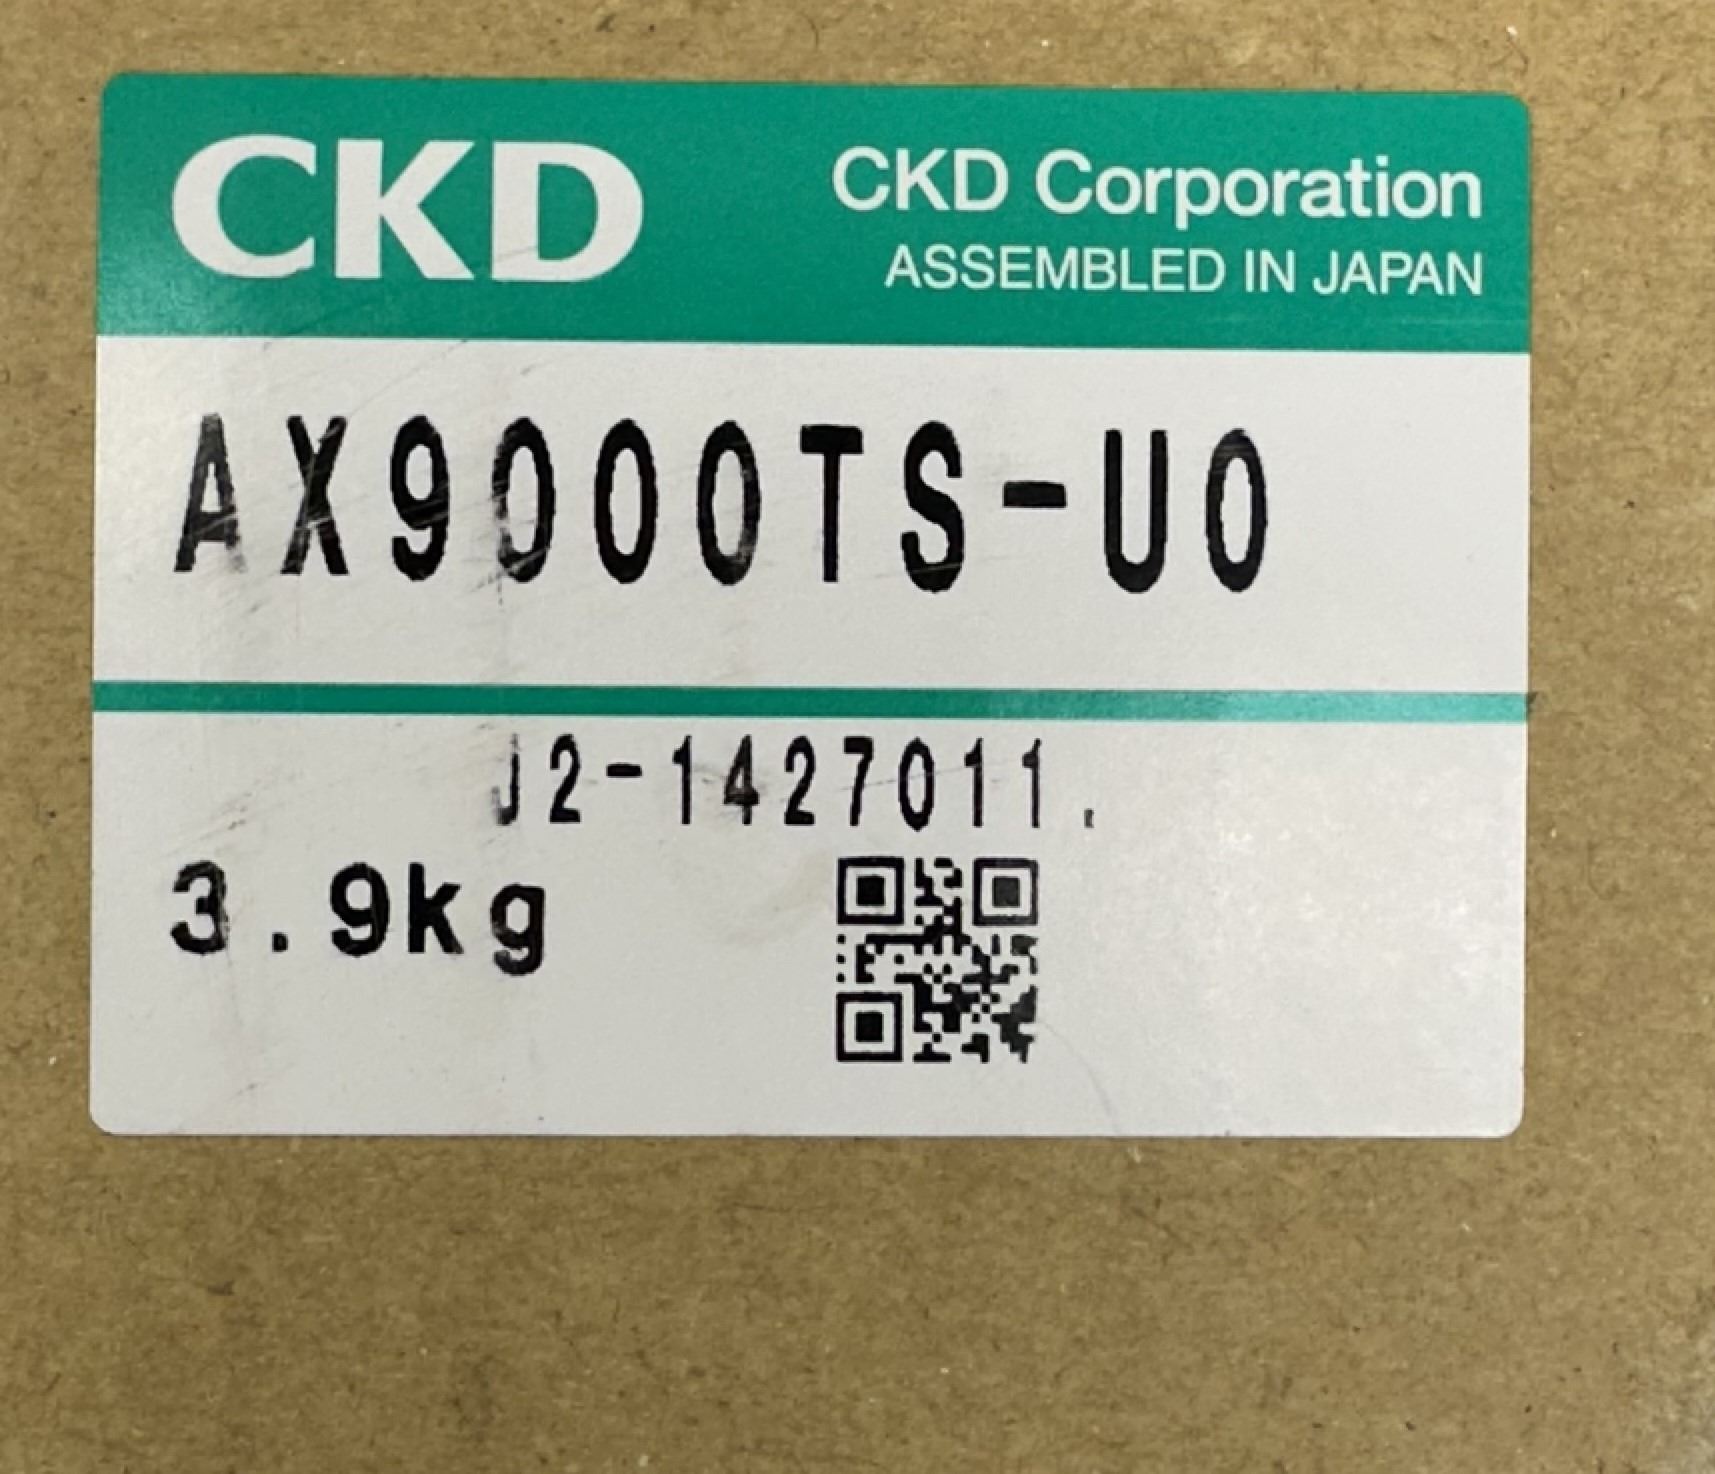 CKD
CKD Corporation
ASSEMBLED IN JAPAN
AX9000TS-U0
J2-1427011.
3.9kg